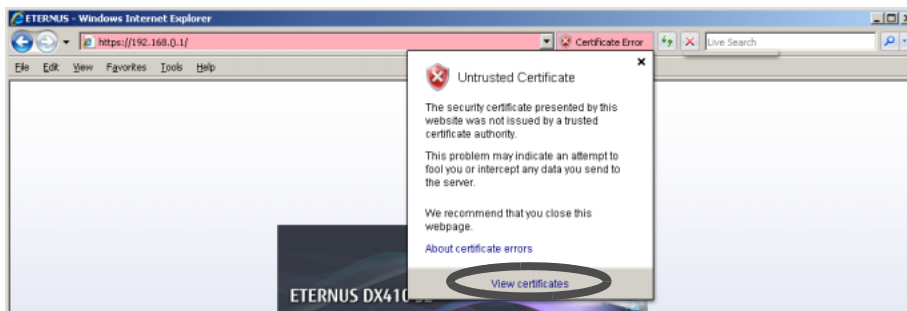 ETERNUS - Windows Internet Explorer
https://192.168.0.1/
Certificate Error
Live Search
File Edit View Favorites Tools Help
Untrusted Certificate
The security certificate presented by this
website was not issued by a trusted
certificate authority.
This problem may indicate an attempt to
fool you or intercept any data you send to
the server.
We recommend that you close this
webpage.
About certificate errors
View certificates
ETERNUS DX410